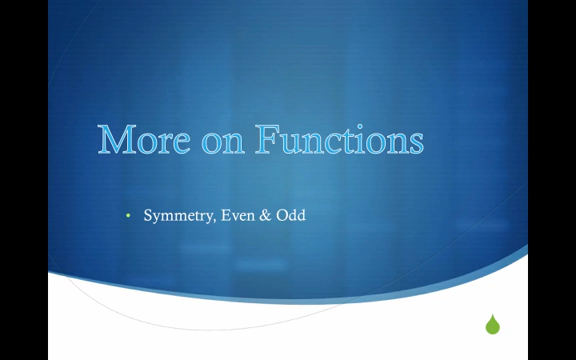 More on Functions
• Symmetry, Even & Odd